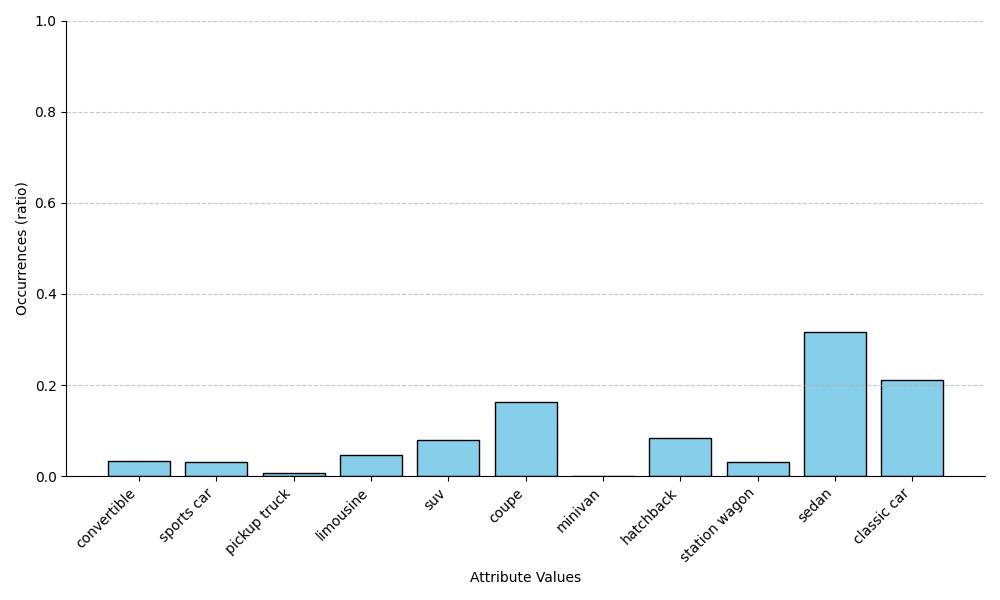 1.0
0.8
0.6
0.4
0.2
0.0
Occurrences (ratio)
convertible
sports car
pickup truck
limousine
suv
coupe
minivan
hatchback
station wagon
sedan
classic car
Attribute Values